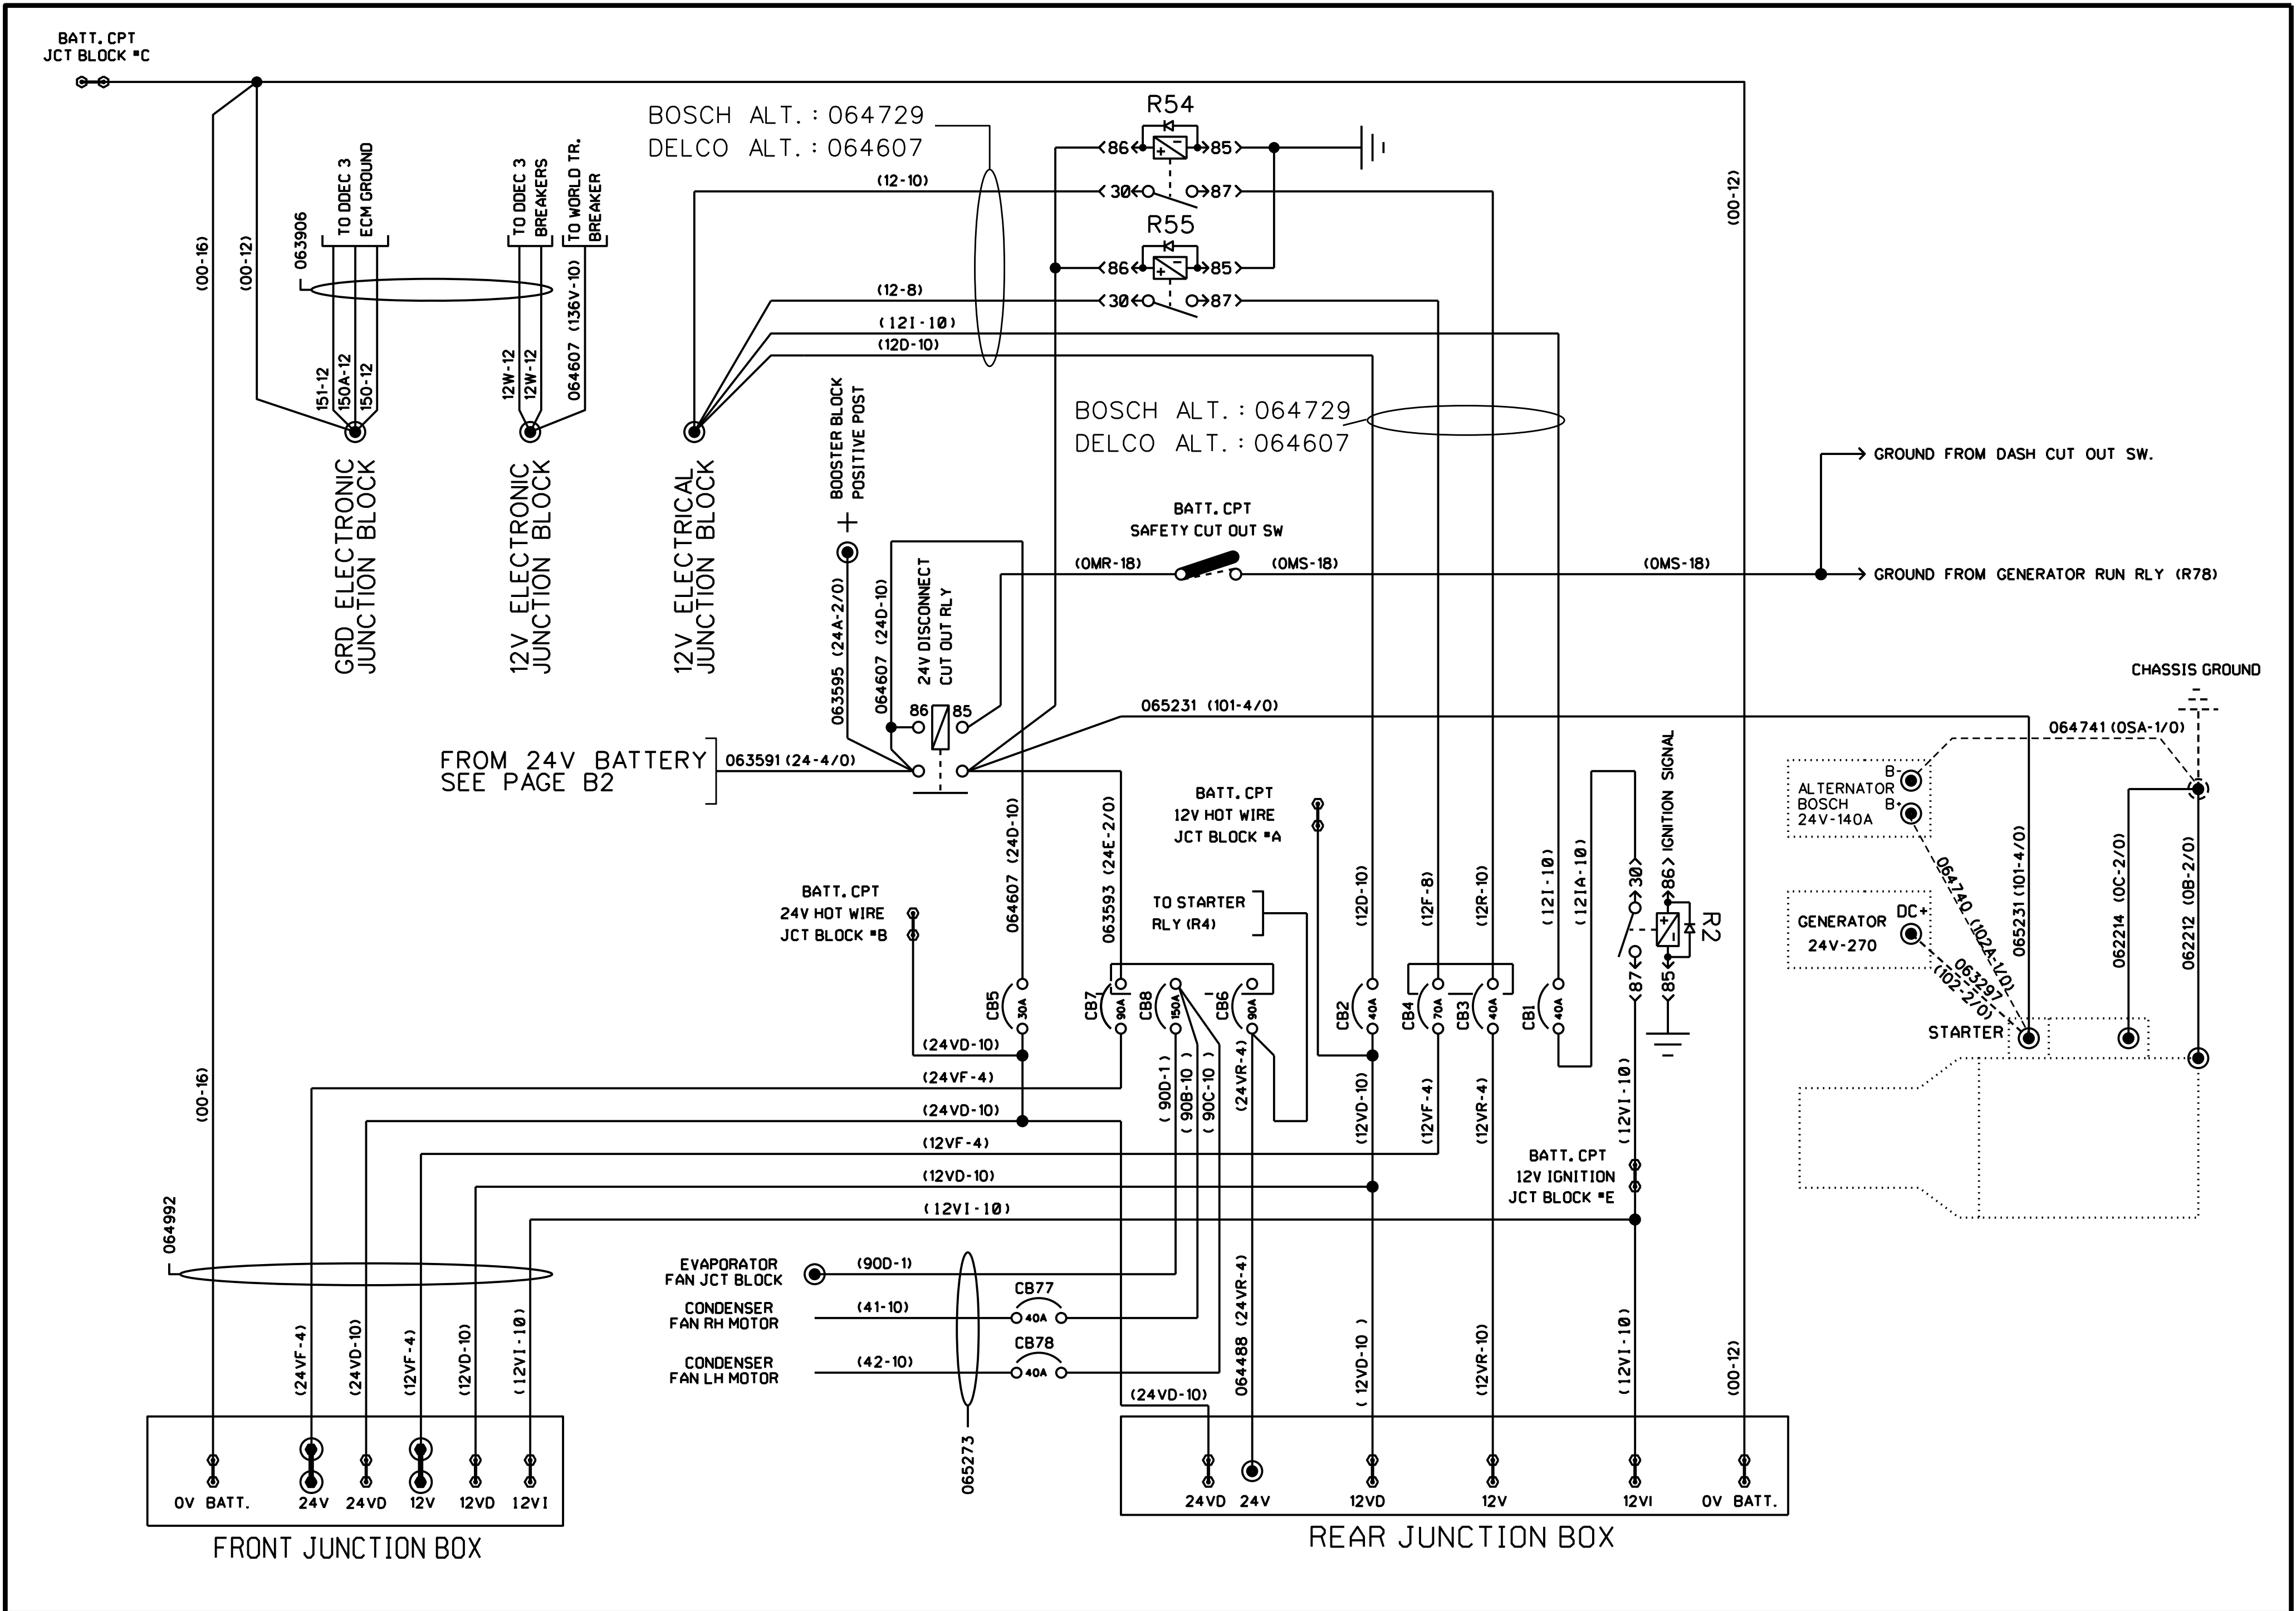 BATT. CPT
JCT BLOCK "C
BOSCH ALT. : 064729
DELCO ALT. : 064607
R54
86
85
(12-10)
30
87
R55
86
85
(12-8)
30
87
(12I-10)
(12D-10)
(00-16)
(00-12)
063906
TO DDEC 3
ECM GROUND
TO DDEC 3
BREAKERS
TO WORLD TR.
BREAKER
151-12
150A-12
150-12
12W-12
12W-12
064607 (136V-10)
(00-12)
GRD ELECTRONIC
JUNCTION BLOCK
12V ELECTRONIC
JUNCTION BLOCK
12V ELECTRICAL
JUNCTION BLOCK
BOOSTER BLOCK
POSITIVE POST
+
BOSCH ALT. : 064729
DELCO ALT. : 064607
GROUND FROM DASH CUT OUT SW.
BATT. CPT
SAFETY CUT OUT SW
(0MR-18)
(0MS-18)
(0MS-18)
GROUND FROM GENERATOR RUN RLY (R78)
063595 (24A-2/0)
064607 (24D-10)
24V DISCONNECT
CUT OUT RLY
86
85
FROM 24V BATTERY
SEE PAGE B2
063591 (24-4/0)
065231 (101-4/0)
CHASSIS GROUND
064741 (0SA-1/0)
B-
ALTERNATOR
BOSCH
B+
24V-140A
GENERATOR
DC+
24V-270
064740 (102A-1/0)
063297
(102-2/0)
065231 (101-4/0)
062214 (0C-2/0)
062212 (0B-2/0)
STARTER
BATT. CPT
12V HOT WIRE
JCT BLOCK "A
BATT. CPT
24V HOT WIRE
JCT BLOCK "B
TO STARTER
RLY (R4)
064607 (24D-10)
063593 (24E-2/0)
(12D-10)
(12F-8)
(12R-10)
(12I-10)
(12IA-10)
30
86
IGNITION SIGNAL
R2
87
85
CB5
30A
CB7
90A
CB8
150A
CB6
90A
CB2
40A
CB4
70A
CB3
40A
CB1
40A
(24VD-10)
(24VF-4)
(24VD-10)
(12VF-4)
(12VD-10)
(12VI-10)
(90D-1 )
( 90B-10 )
( 90C-10 )
(24VR-4)
(12VD-10)
(12VF-4)
(12VR-4)
(12VI-10)
BATT. CPT
12V IGNITION
JCT BLOCK "E
(00-16)
064992
EVAPORATOR
FAN JCT BLOCK
(90D-1)
CONDENSER
FAN RH MOTOR
(41-10)
CB77
40A
CONDENSER
FAN LH MOTOR
(42-10)
CB78
40A
065273
(24VF-4)
(24VD-10)
(12VF-4)
(12VD-10)
(12VI-10)
(24VD-10)
064488 (24VR-4)
( 12VD-10 )
(12VR-10)
(12VI-10)
(00-12)
0V BATT.
24V
24VD
12V
12VD
12VI
FRONT JUNCTION BOX
24VD
24V
12VD
12V
12VI
0V BATT.
REAR JUNCTION BOX